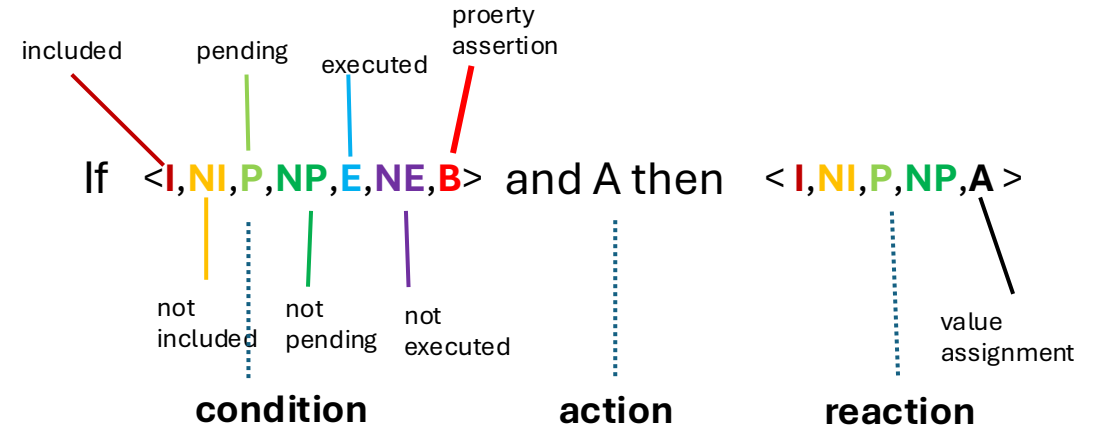 proerty
assertion
included
pending
executed
If <I,NI,P,NP,E,NE,B> and A then < I,NI,P,NP,A >
not
included
not
pending
not
executed
value
assignment
condition
action
reaction